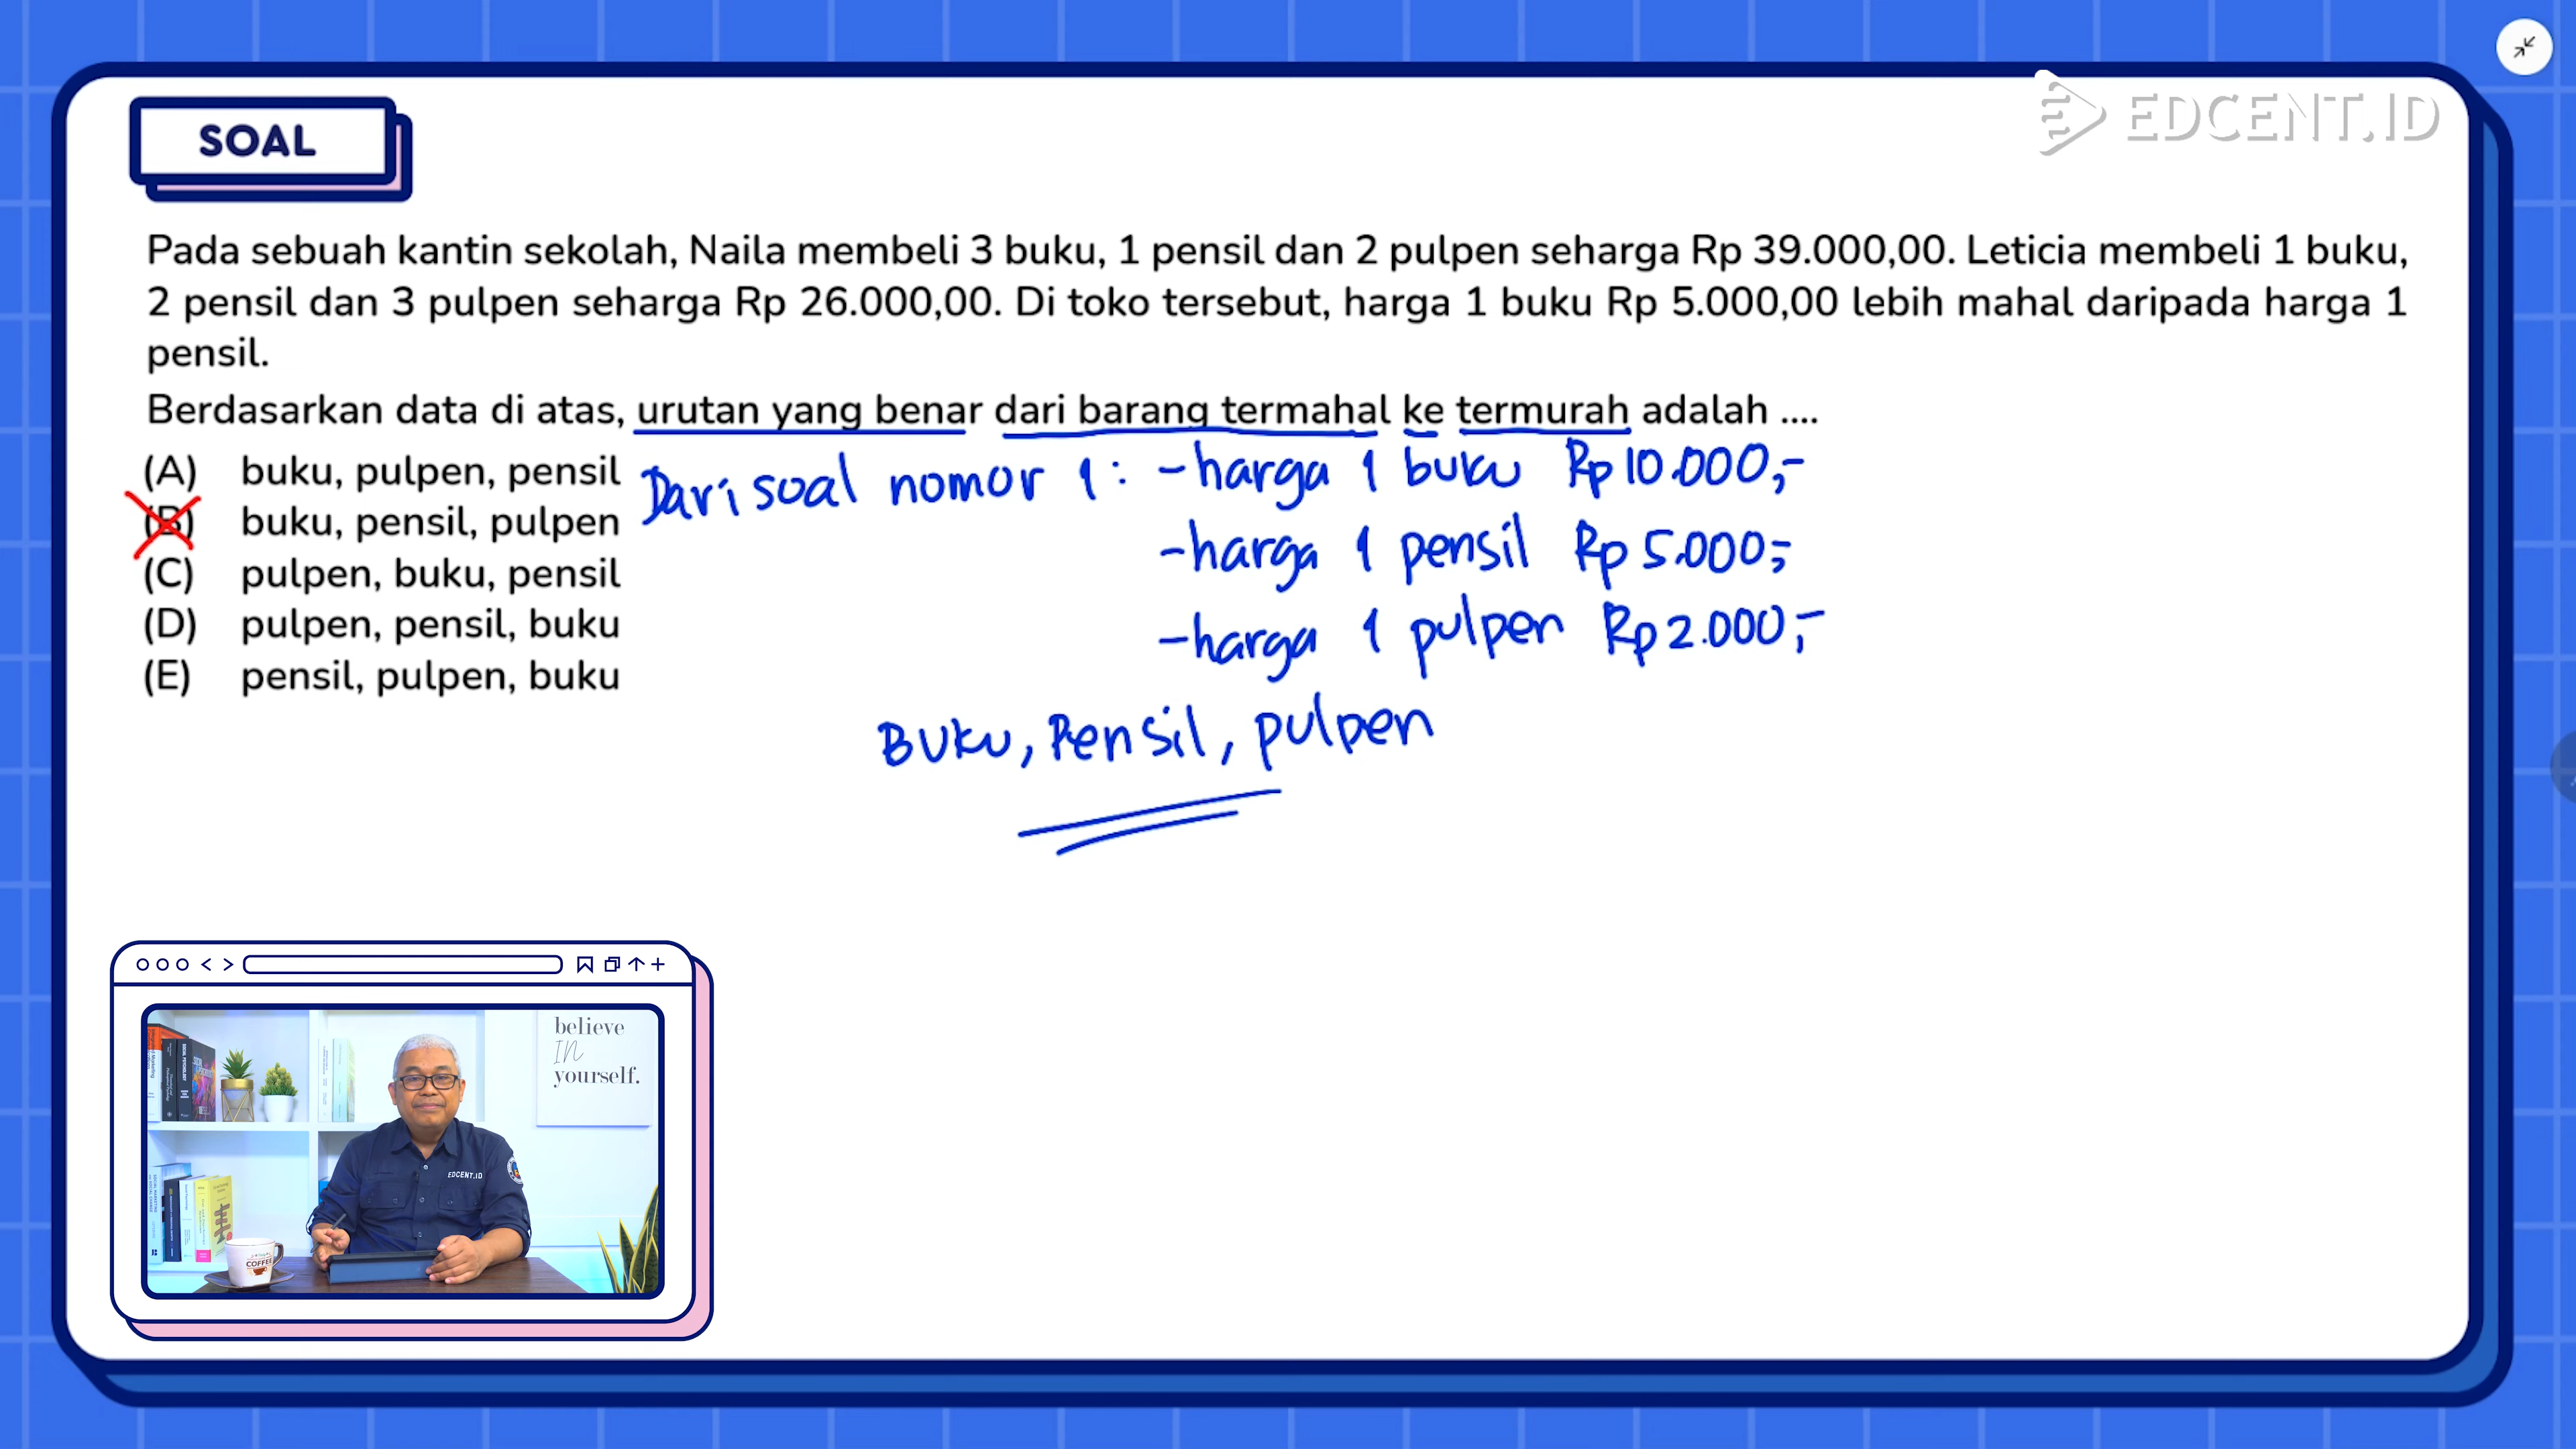 EDCENT.ID
SOAL
Pada sebuah kantin sekolah, Naila membeli 3 buku, 1 pensil dan 2 pulpen seharga Rp 39.000,00. Leticia membeli 1 buku,
2 pensil dan 3 pulpen seharga Rp 26.000,00. Di toko tersebut, harga 1 buku Rp 5.000,00 lebih mahal daripada harga 1
pensil.
Berdasarkan data di atas, urutan yang benar dari barang termahal ke termurah adalah ....
(A) buku, pulpen, pensil
(B) buku, pensil, pulpen
(C) pulpen, buku, pensil
(D) pulpen, pensil, buku
(E) pensil, pulpen, buku
Dari soal nomor 1: - harga 1 buku Rp 10.000,-
- harga 1 pensil Rp 5.000,-
- harga 1 pulpen Rp 2.000,-
Buku, Pensil, pulpen
believe
IN
yourself.
EDCENT.ID
COFFEE